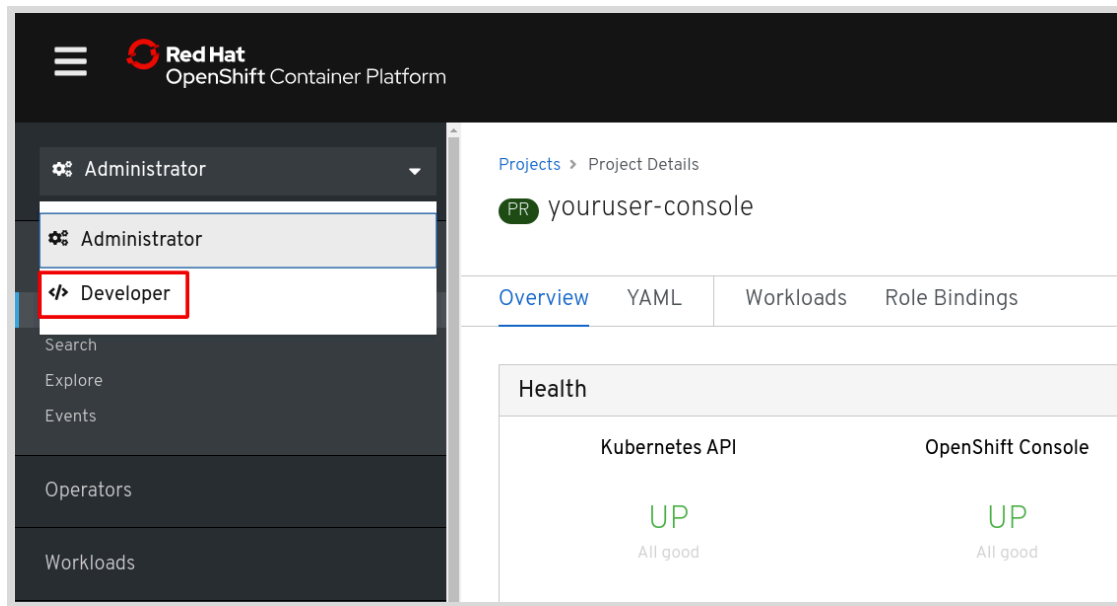 Red Hat
OpenShift Container Platform
Administrator
Administrator
</> Developer
Search
Explore
Events
Operators
Workloads
Projects > Project Details
PR youruser-console
Overview YAML Workloads Role Bindings
Health
Kubernetes API OpenShift Console
UP UP
All good All good